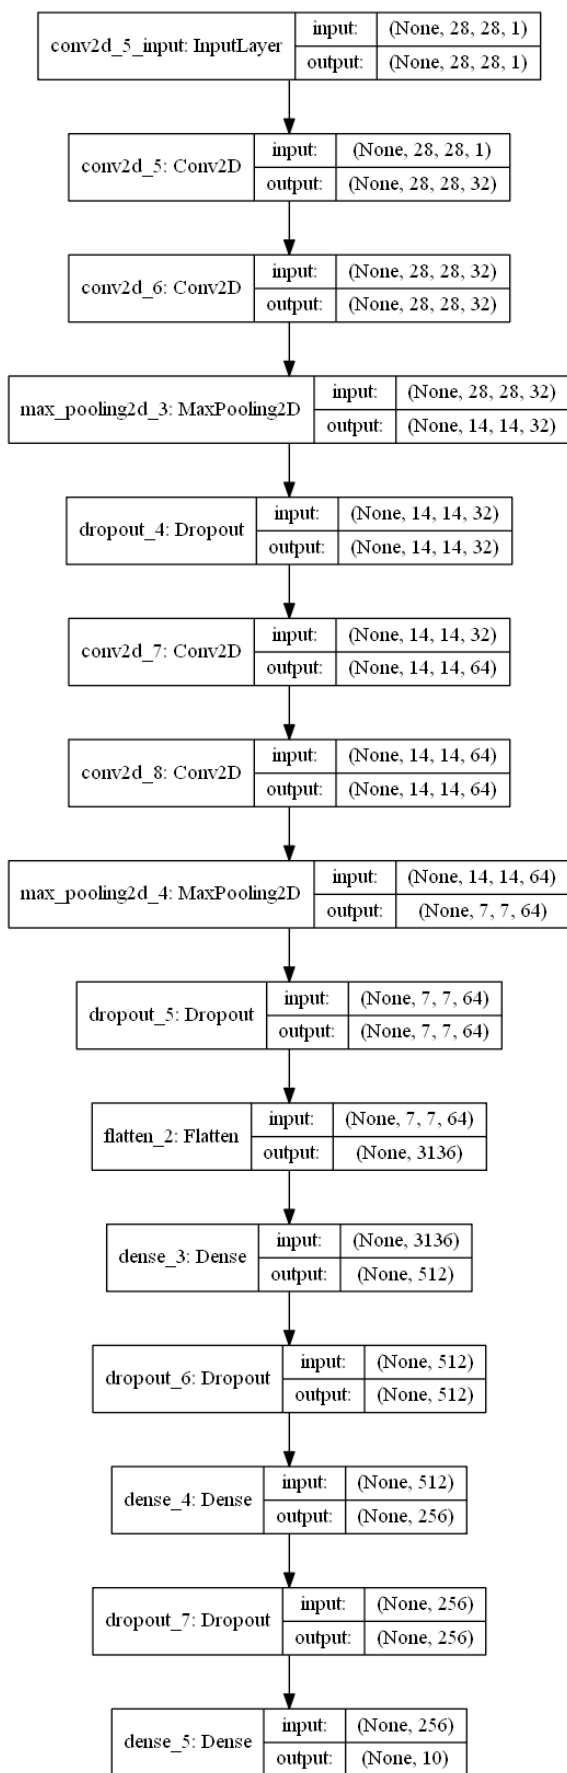 conv2d_5_input: InputLayer input: (None, 28, 28, 1)
output: (None, 28, 28, 1)
conv2d_5: Conv2D input: (None, 28, 28, 1)
output: (None, 28, 28, 32)
conv2d_6: Conv2D input: (None, 28, 28, 32)
output: (None, 28, 28, 32)
max_pooling2d_3: MaxPooling2D input: (None, 28, 28, 32)
output: (None, 14, 14, 32)
dropout_4: Dropout input: (None, 14, 14, 32)
output: (None, 14, 14, 32)
conv2d_7: Conv2D input: (None, 14, 14, 32)
output: (None, 14, 14, 64)
conv2d_8: Conv2D input: (None, 14, 14, 64)
output: (None, 14, 14, 64)
max_pooling2d_4: MaxPooling2D input: (None, 14, 14, 64)
output: (None, 7, 7, 64)
dropout_5: Dropout input: (None, 7, 7, 64)
output: (None, 7, 7, 64)
flatten_2: Flatten input: (None, 7, 7, 64)
output: (None, 3136)
dense_3: Dense input: (None, 3136)
output: (None, 512)
dropout_6: Dropout input: (None, 512)
output: (None, 512)
dense_4: Dense input: (None, 512)
output: (None, 256)
dropout_7: Dropout input: (None, 256)
output: (None, 256)
dense_5: Dense input: (None, 256)
output: (None, 10)